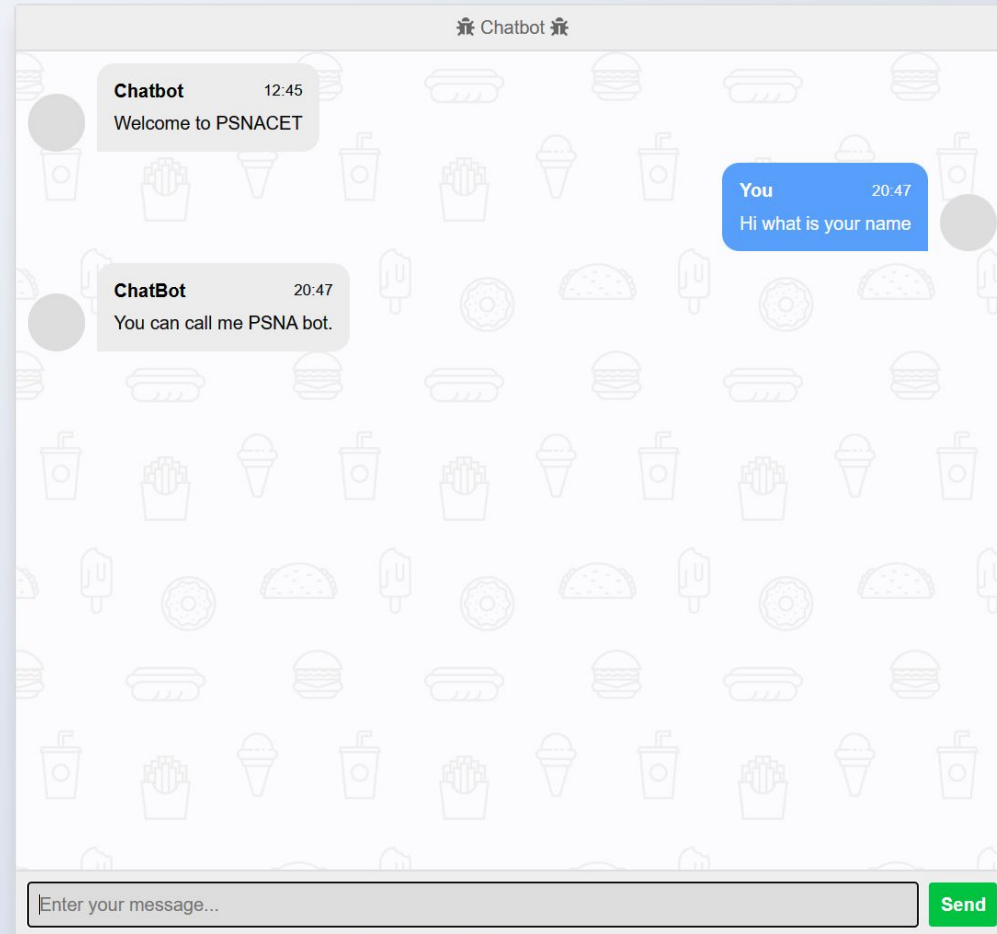 Chatbot
Chatbot 12:45
Welcome to PSNACET
You 20:47
Hi what is your name
ChatBot 20:47
You can call me PSNA bot.
Enter your message...
Send